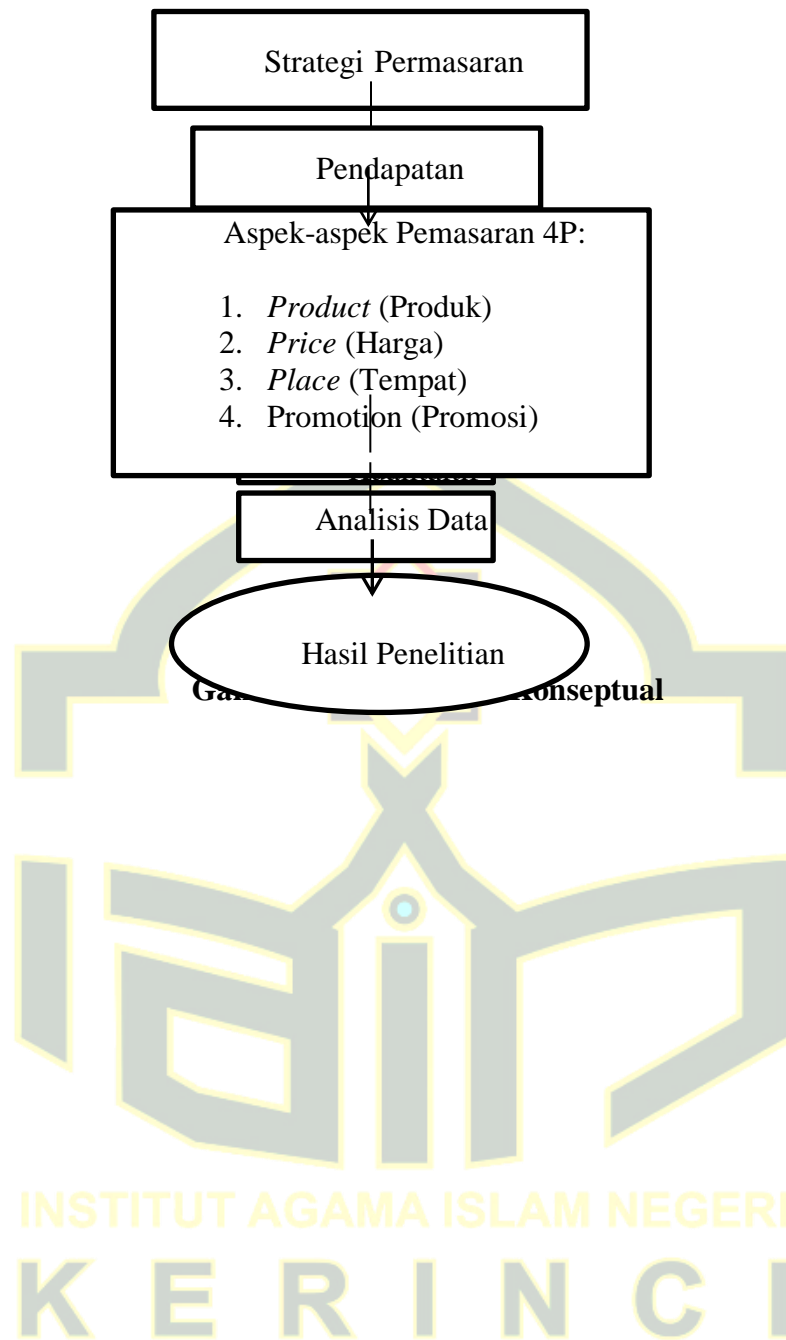 Strategi Permasaran
Pendapatan
Aspek-aspek Pemasaran 4P:
1. Product (Produk)
2. Price (Harga)
3. Place (Tempat)
4. Promotion (Promosi)
Analisis Data
Hasil Penelitian
Konseptual
INSTITUT AGAMA ISLAM NEGERI
KERINCI